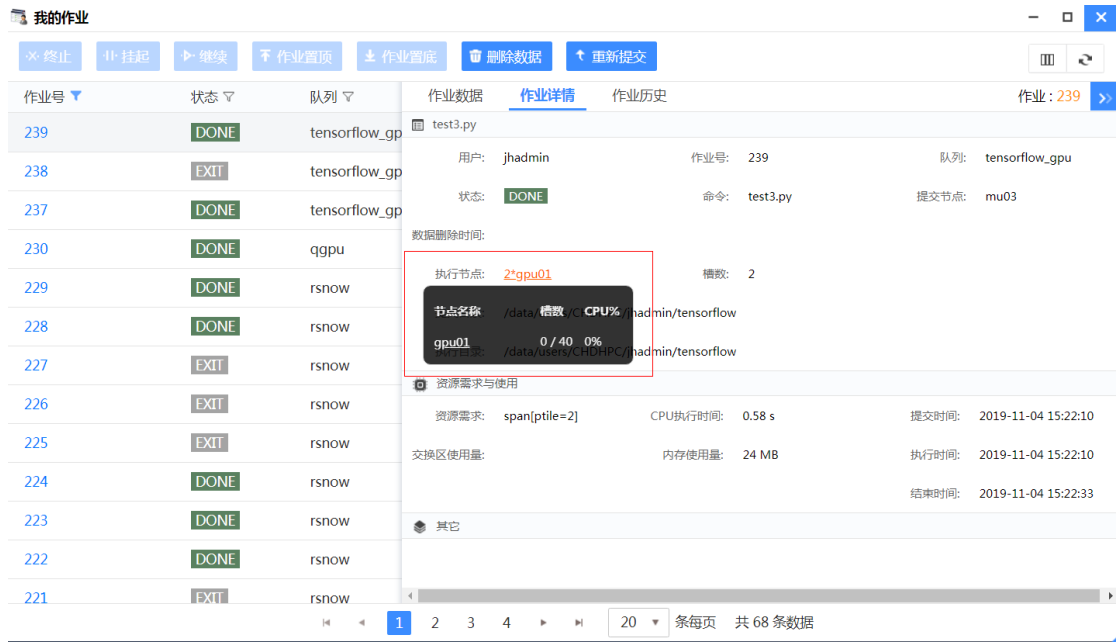 我的作业
终止 挂起 继续 作业置顶 作业置底 删除数据 重新提交
作业号 状态 队列
239 DONE tensorflow_gp
238 EXIT tensorflow_gp
237 DONE tensorflow_gp
230 DONE qgpu
229 DONE rsnow
228 DONE rsnow
227 EXIT rsnow
226 EXIT rsnow
225 EXIT rsnow
224 DONE rsnow
223 DONE rsnow
222 DONE rsnow
221 EXIT rsnow
作业数据 作业详情 作业历史 作业 : 239
test3.py
用户: jhadmin 作业号: 239 队列: tensorflow_gpu
状态: DONE 命令: test3.py 提交节点: mu03
数据删除时间:
执行节点: 2*gpu01 槽数: 2
节点名称 槽数 CPU%
gpu01 0 / 40 0%
jhadmin/tensorflow
执行目录: /data/users/CHDHPC/jhadmin/tensorflow
资源需求与使用
资源需求: span[ptile=2] CPU执行时间: 0.58 s 提交时间: 2019-11-04 15:22:10
交换区使用量: 内存使用量: 24 MB 执行时间: 2019-11-04 15:22:10
结束时间: 2019-11-04 15:22:33
其它
1 2 3 4 20 条每页 共 68 条数据